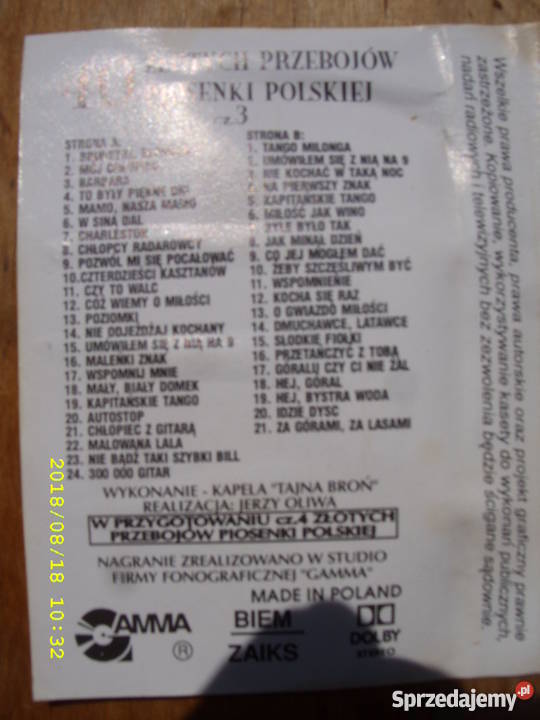 40 ZŁOTYCH PRZEBOJÓW
PIOSENKI POLSKIEJ
cz.3
STRONA A:
2. MÓJ
3. BARBARA
4. TO BYŁY PIĘKNE DNI
5. MAMO, NASZA MAMO
6. W SINĄ DAL
7. CHARLESTON
8. CHŁOPCY RADAROWCY
9. POZWÓL MI SIĘ POCAŁOWAĆ
10. CZTERDZIEŚCI KASZTANÓW
11. CZY TO WALC
12. CÓŻ WIEMY O MIŁOŚCI
13. POZIOMKI
14. NIE ODJEŻDŻAJ KOCHANY
15. UMÓWIŁEM SIĘ Z NIĄ NA 9
16. MALEŃKI ZNAK
17. WSPOMNIJ MNIE
18. MAŁY, BIAŁY DOMEK
19. KAPITAŃSKIE TANGO
20. AUTOSTOP
21. CHŁOPIEC Z GITARĄ
22. MALOWANA LALA
23. NIE BĄDŹ TAKI SZYBKI BILL
24. 300 000 GITAR
STRONA B:
1. TANGO MILONGA
2. UMÓWIŁEM SIĘ Z NIĄ NA 9
3. NIE KOCHAĆ W TAKĄ NOC
4. NA PIERWSZY ZNAK
5. KAPITAŃSKIE TANGO
6. MIŁOŚĆ JAK WINO
7. TYLE BYŁO TAK
8. JAK MINĄŁ DZIEŃ
9. CO JEJ MOGŁEM DAĆ
10. ŻEBY SZCZĘŚLIWYM BYĆ
11. WSPOMNIENIE
12. KOCHA SIĘ RAZ
13. O GWIAZDO MIŁOŚCI
14. DMUCHAWCE, LATAWCE
15. SŁODKIE FIOŁKI
16. PRZETAŃCZYĆ Z TOBĄ
17. GÓRALU CZY CI NIE ŻAL
18. HEJ, GÓRAL
19. HEJ, BYSTRA WODA
20. IDZIE DYSC
21. ZA GÓRAMI, ZA LASAMI
WYKONANIE - KAPELA "TAJNA BROŃ"
REALIZACJA: JERZY OLIWA
W PRZYGOTOWANIU cz.4 ZŁOTYCH
PRZEBOJÓW PIOSENKI POLSKIEJ
NAGRANIE ZREALIZOWANO W STUDIO
FIRMY FONOGRAFICZNEJ "GAMMA"
MADE IN POLAND
GAMMA
®
BIEM
ZAIKS
DOLBY
STEREO
Wszelkie prawa producenta, prawa autorskie oraz projekt graficzny prawnie
zastrzeżone. Kopiowanie, wykorzystywanie kasety do wykonań publicznych,
nadań radiowych i telewizyjnych bez zezwolenia będzie ścigane sądownie.
2018/08/18 10:32
Sprzedajemy.pl